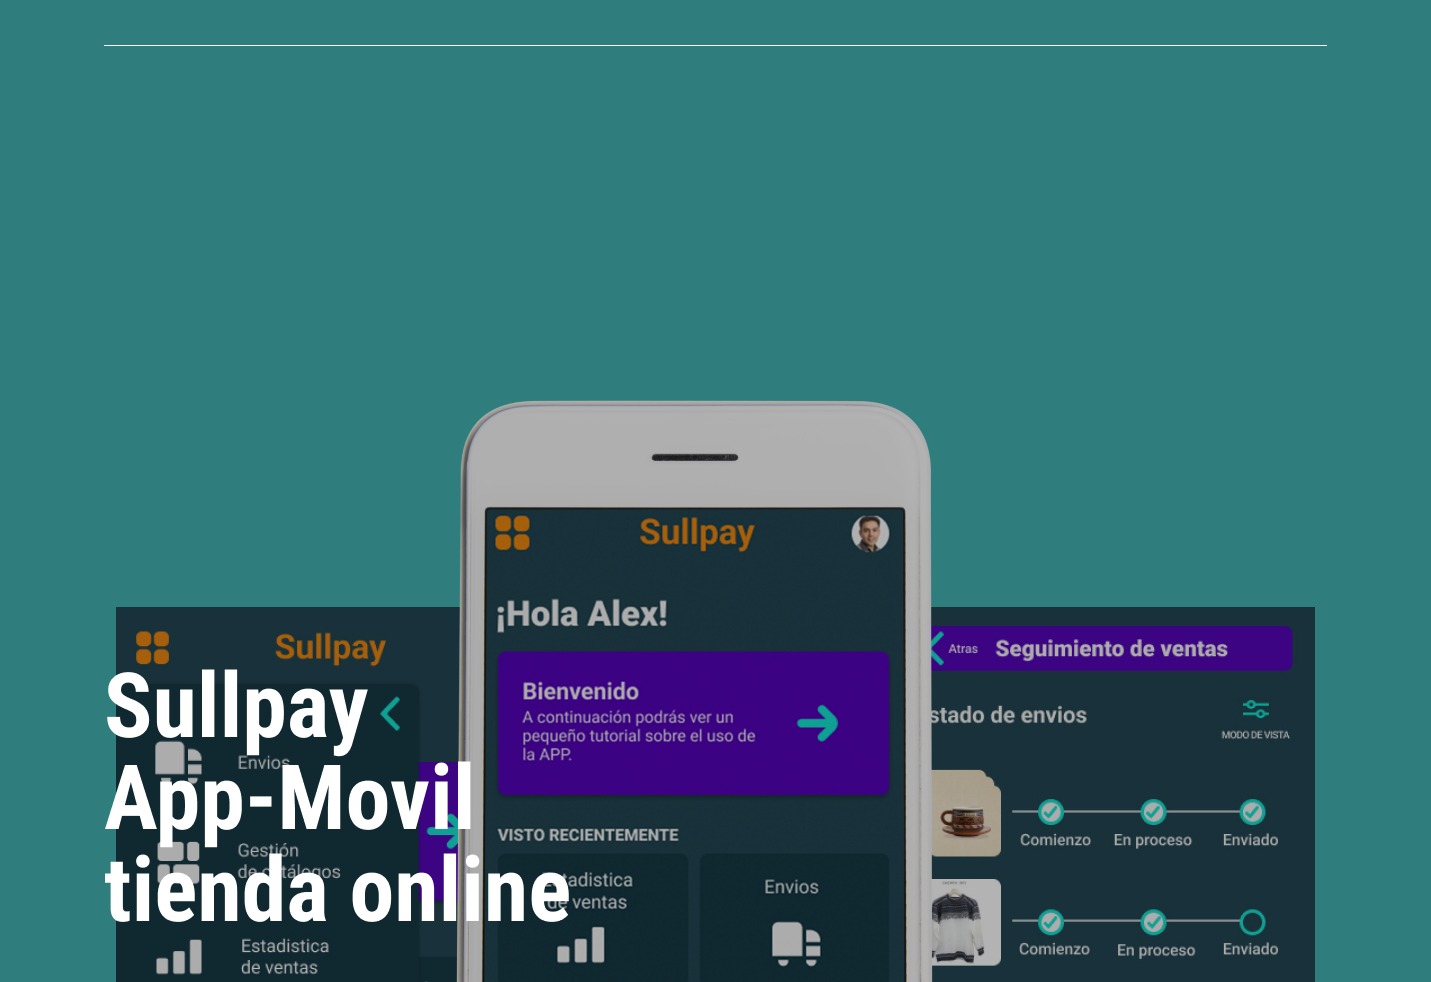 Sullpay
¡Hola Alex!
Bienvenido
A continuación podrás ver un
pequeño tutorial sobre el uso de
la APP.
VISTO RECIENTEMENTE
stadistica
de ventas
Envios
Sullpay
Envios
Gestión
de catálogos
Estadistica
de ventas
Sullpay
App-Movil
tienda online
Atras Seguimiento de ventas
stado de envios
MODO DE VISTA
Comienzo En proceso Enviado
Comienzo En proceso Enviado